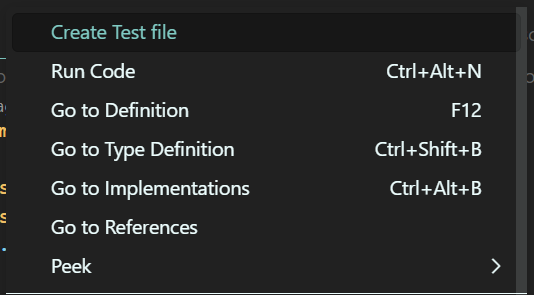 Create Test file
Run Code Ctrl+Alt+N
Go to Definition F12
Go to Type Definition Ctrl+Shift+B
Go to Implementations Ctrl+Alt+B
Go to References
Peek